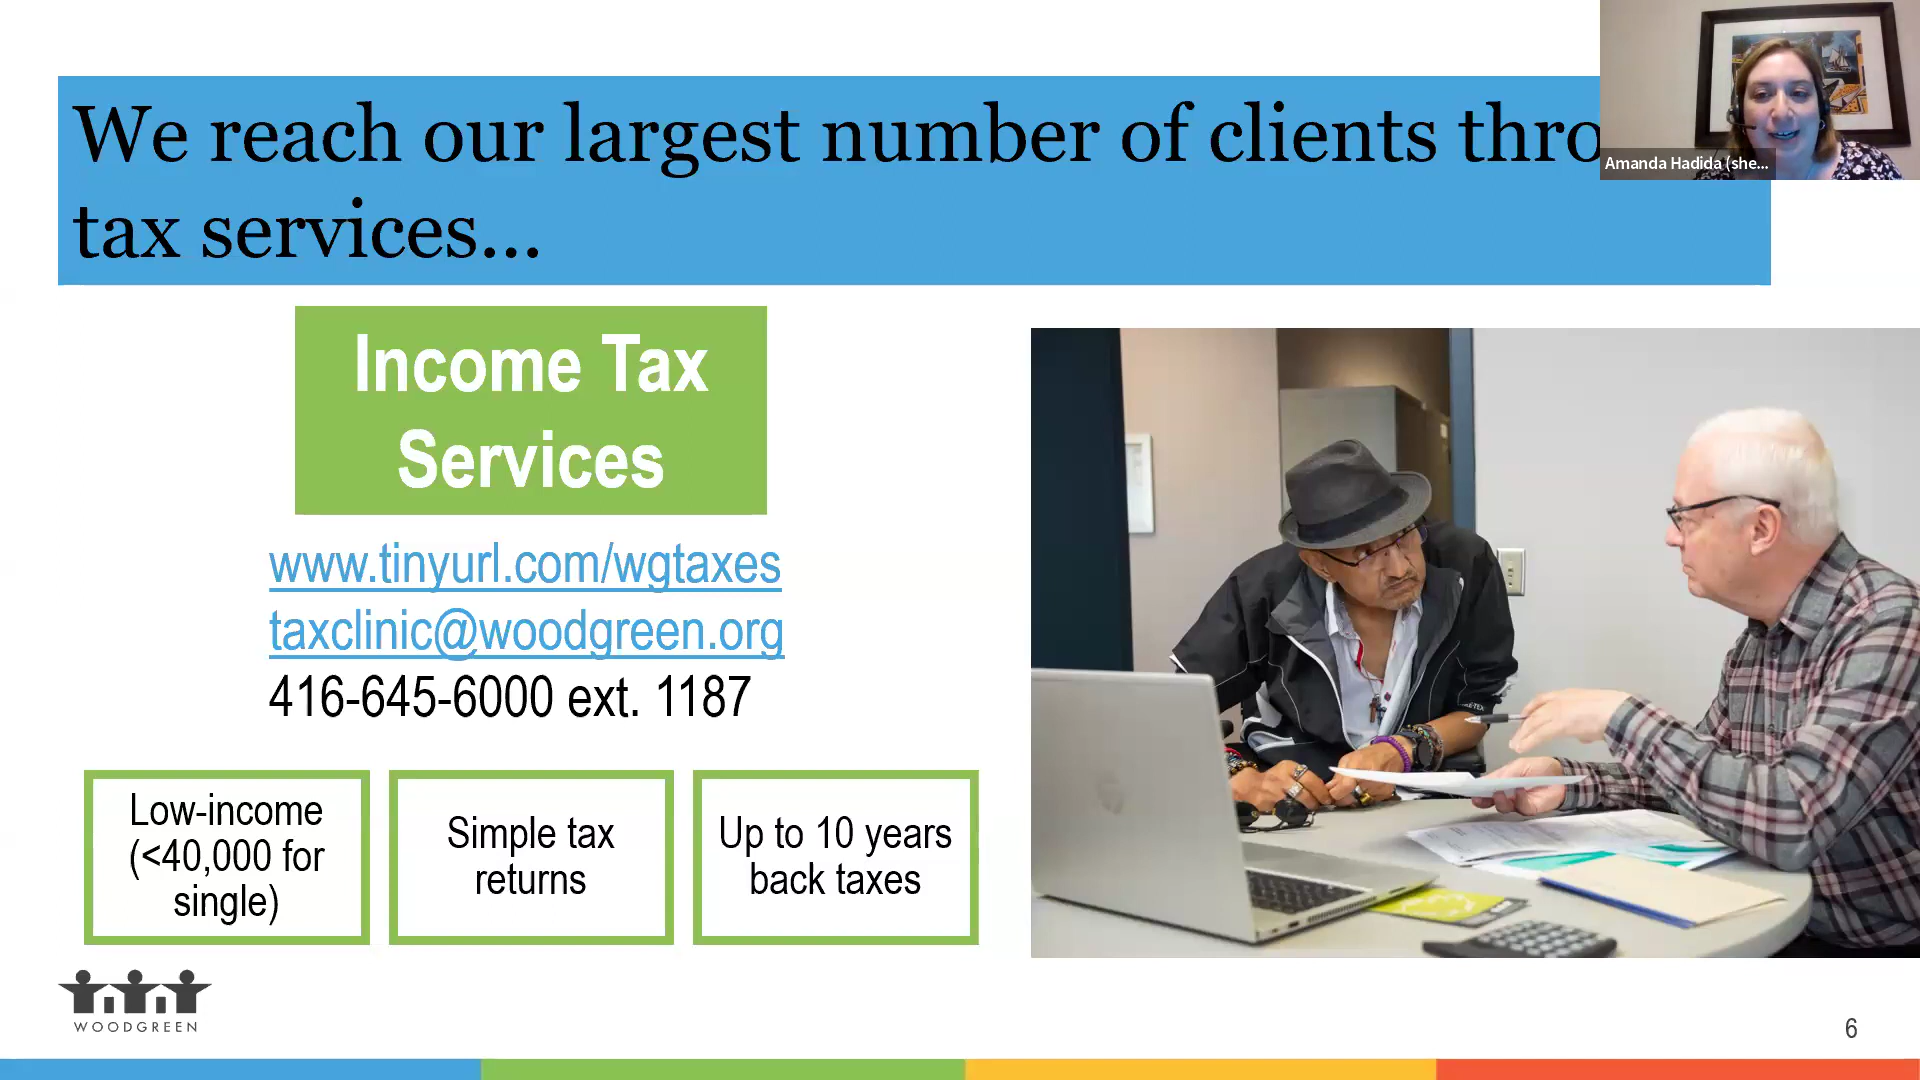 We reach our largest number of clients thro
tax services...
Amanda Hadida (she...
Income Tax
Services
www.tinyurl.com/wgtaxes
taxclinic@woodgreen.org
416-645-6000 ext. 1187
Low-income
(<40,000 for
single)
Simple tax
returns
Up to 10 years
back taxes
WOODGREEN
6